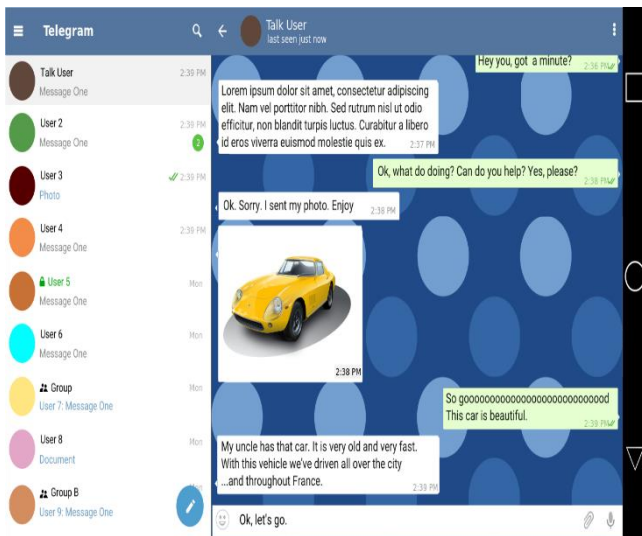 Telegram
Talk User
last seen just now
Talk User
2:39 PM
Message One
User 2
2:39 PM
Message One
2
User 3
2:39 PM
Photo
User 4
2:39 PM
Message One
User 5
Mon
Message One
User 6
Mon
Message One
Group
Mon
User 7: Message One
User 8
Mon
Document
Group B
Mon
User 9: Message One
Hey you, got a minute?
2:36 PM
Lorem ipsum dolor sit amet, consectetur adipiscing
elit. Nam vel porttitor nibh. Sed rutrum nisl ut odio
efficitur, non blandit turpis luctus. Curabitur a libero
id eros viverra euismod molestie quis ex.
2:37 PM
Ok, what do doing? Can do you help? Yes, please?
2:38 PM
Ok. Sorry. I sent my photo. Enjoy
2:38 PM
2:38 PM
So gooooooooooooooooooooooooooood
This car is beautiful.
2:39 PM
My uncle has that car. It is very old and very fast.
With this vehicle we've driven all over the city
...and throughout France.
2:39 PM
Ok, let's go.